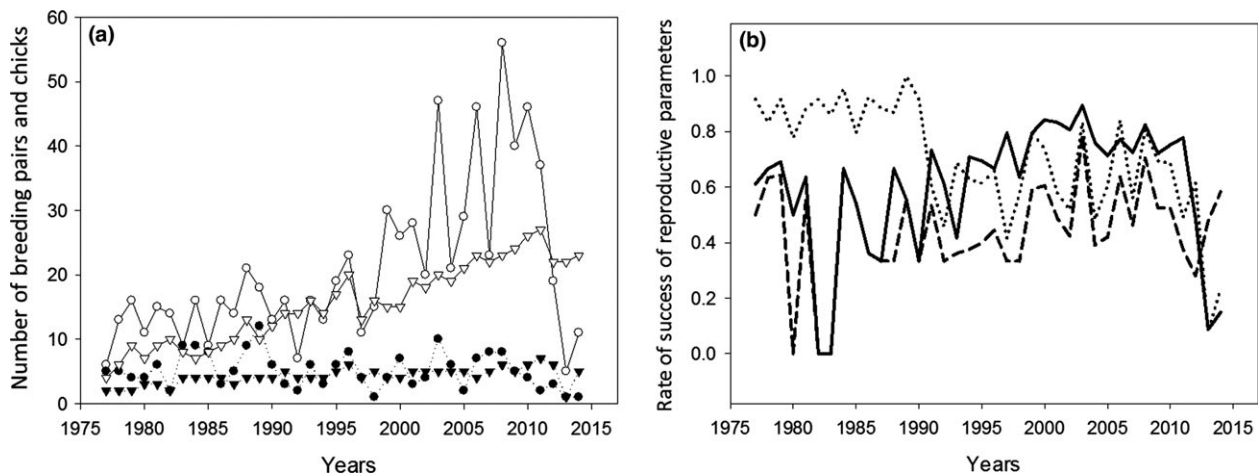 (a)
Number of breeding pairs and chicks
60
50
40
30
20
10
0
1975 1980 1985 1990 1995 2000 2005 2010 2015
Years
(b)
Rate of success of reproductive parameters
1.0
0.8
0.6
0.4
0.2
0.0
1975 1980 1985 1990 1995 2000 2005 2010 2015
Years